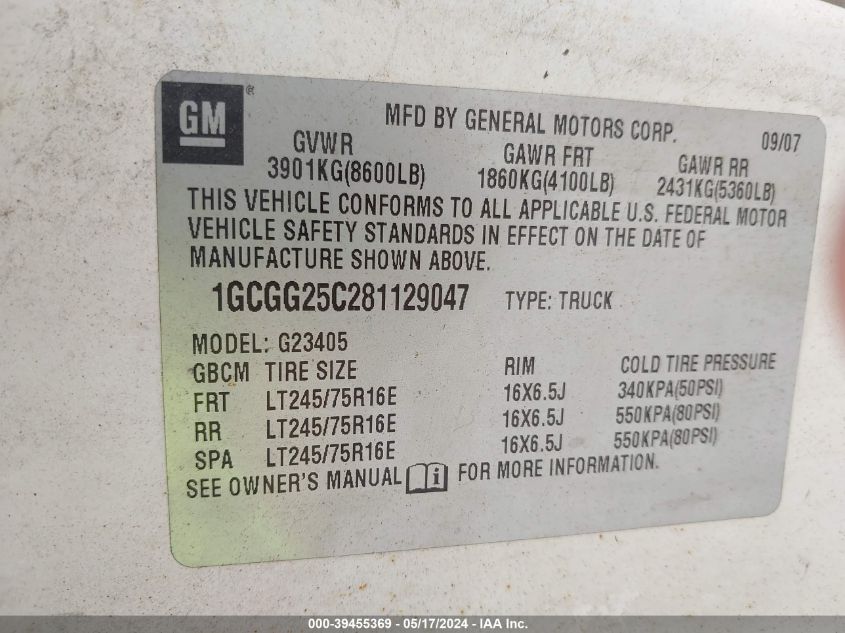 GM ®
MFD BY GENERAL MOTORS CORP. 09/07
GVWR GAWR FRT GAWR RR
3901KG(8600LB) 1860KG(4100LB) 2431KG(5360LB)
THIS VEHICLE CONFORMS TO ALL APPLICABLE U.S. FEDERAL MOTOR
VEHICLE SAFETY STANDARDS IN EFFECT ON THE DATE OF
MANUFACTURE SHOWN ABOVE.
1GCGG25C281129047 TYPE: TRUCK
MODEL: G23405
GBCM TIRE SIZE RIM COLD TIRE PRESSURE
FRT LT245/75R16E 16X6.5J 340KPA(50PSI)
RR LT245/75R16E 16X6.5J 550KPA(80PSI)
SPA LT245/75R16E 16X6.5J 550KPA(80PSI)
SEE OWNER'S MANUAL i FOR MORE INFORMATION.
000-39455369 - 05/17/2024 - IAA, Inc.